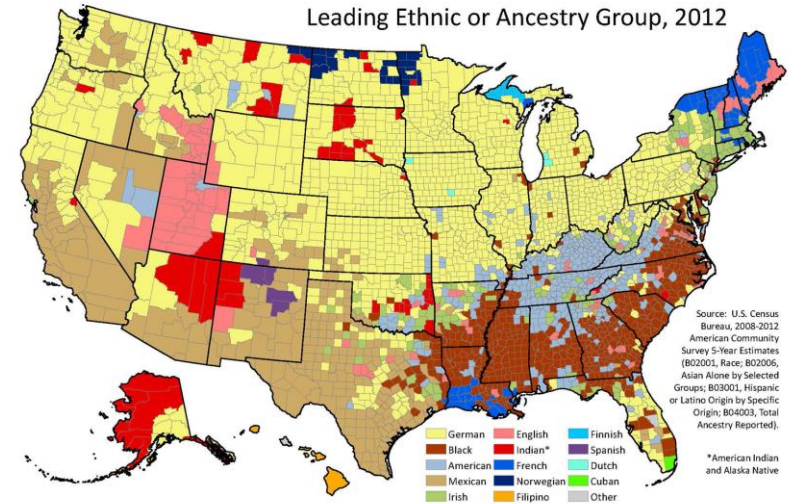 Leading Ethnic or Ancestry Group, 2012
Source: U.S. Census
Bureau, 2008-2012
American Community
Survey 5-Year Estimates
(B02001, Race; B02006,
Asian Alone by Selected
Groups; B03001, Hispanic
or Latino Origin by Specific
Origin; B04003, Total
Ancestry Reported).
*American Indian
and Alaska Native
German English Finnish
Black Indian* Spanish
American French Dutch
Mexican Norwegian Cuban
Irish Filipino Other